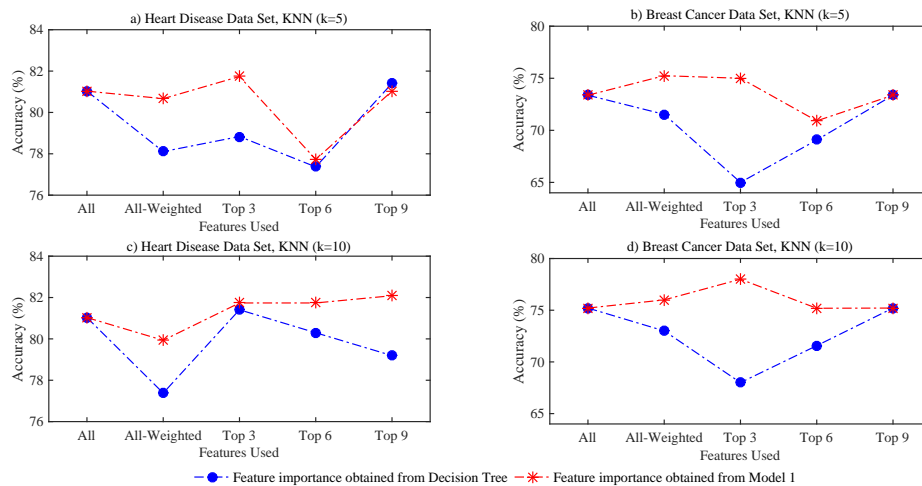 a) Heart Disease Data Set, KNN (k=5)
84
82
80
78
76
Accuracy (%)
All All-Weighted Top 3 Top 6 Top 9
Features Used
b) Breast Cancer Data Set, KNN (k=5)
80
75
70
65
Accuracy (%)
All All-Weighted Top 3 Top 6 Top 9
Features Used
c) Heart Disease Data Set, KNN (k=10)
84
82
80
78
76
Accuracy (%)
All All-Weighted Top 3 Top 6 Top 9
Features Used
d) Breast Cancer Data Set, KNN (k=10)
80
75
70
65
Accuracy (%)
All All-Weighted Top 3 Top 6 Top 9
Features Used
Feature importance obtained from Decision Tree Feature importance obtained from Model 1